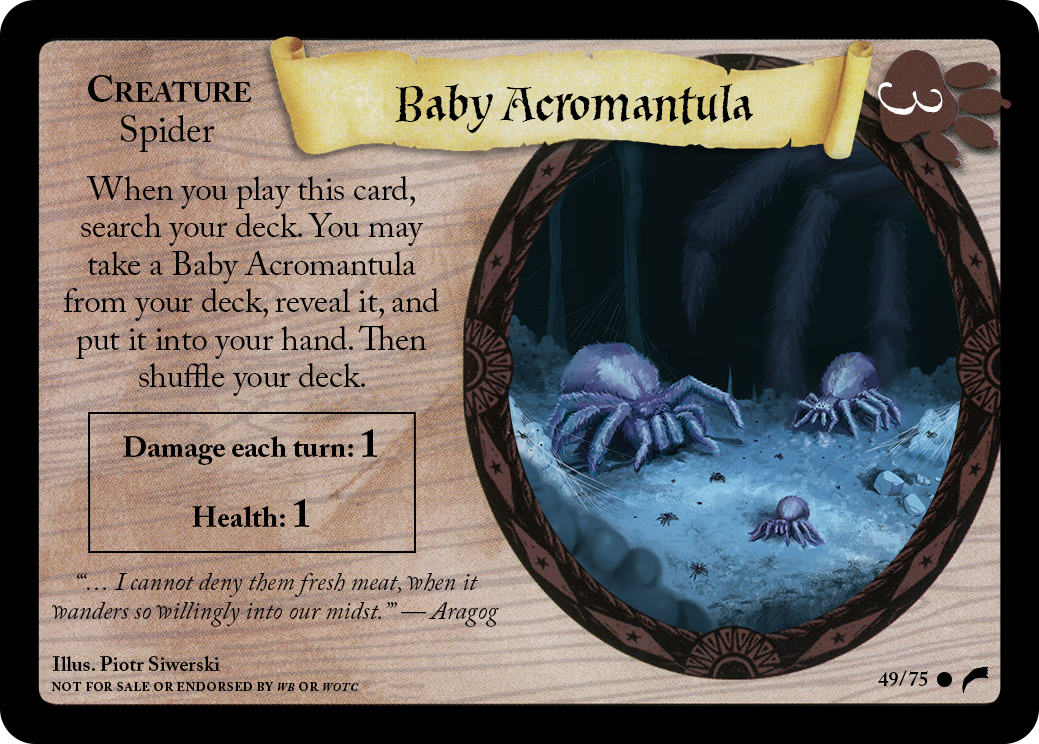 Baby Acromantula
3
CREATURE
Spider
When you play this card,
search your deck. You may
take a Baby Acromantula
from your deck, reveal it, and
put it into your hand. Then
shuffle your deck.
Damage each turn: 1
Health: 1
“‘… I cannot deny them fresh meat, when it
wanders so willingly into our midst.’” — Aragog
Illus. Piotr Siwerski
NOT FOR SALE OR ENDORSED BY WB OR WOTC
49/75